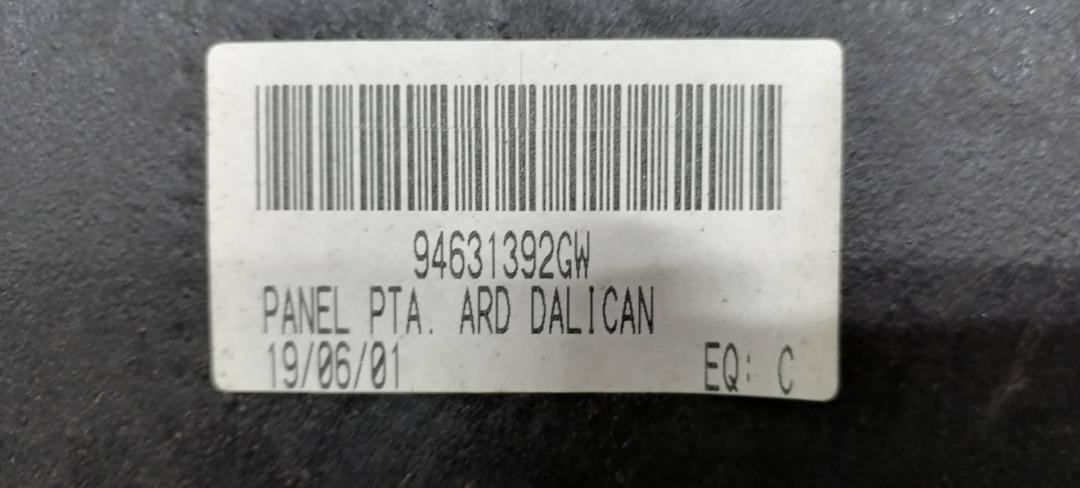 94631392GW
PANEL PTA. ARD DALICAN
19/06/01 EQ: C